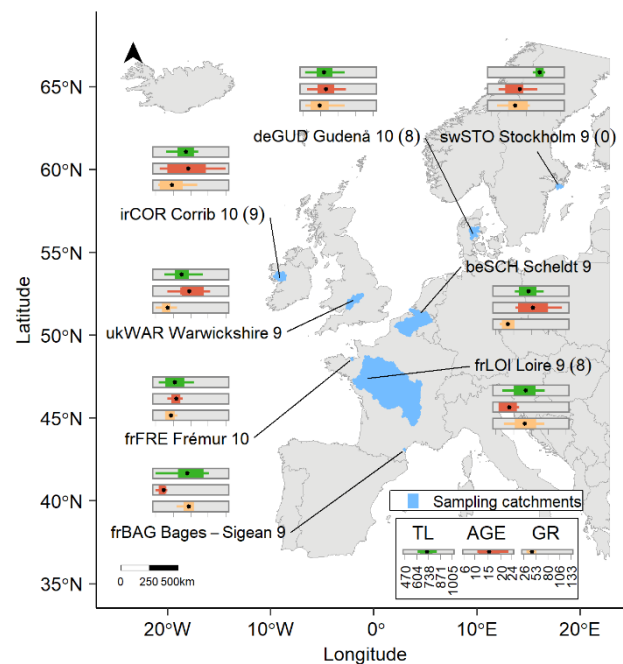 65°N
60°N
55°N
50°N
45°N
40°N
35°N
Latitude
deGUD Gudenå 10 (8)
swSTO Stockholm 9 (0)
irCOR Corrib 10 (9)
beSCH Scheldt 9
ukWAR Warwickshire 9
frLOI Loire 9 (8)
frFRE Frémur 10
frBAG Bages – Sigean 9
Sampling catchments
TL AGE GR
470 604 738 871 1005 6 10 15 20 24 26 53 80 106 133
0 250 500km
20°W 10°W 0° 10°E 20°E
Longitude